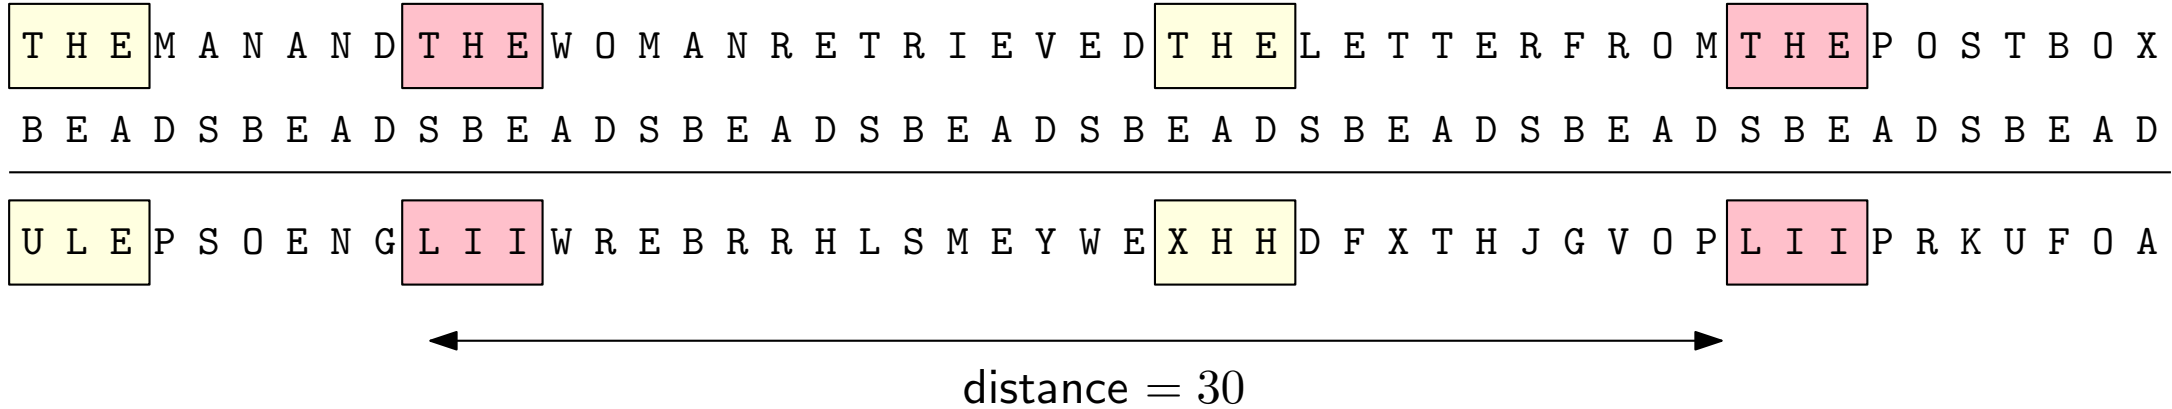 T H E M A N A N D T H E W O M A N R E T R I E V E D T H E L E T T E R F R O M T H E P O S T B O X
B E A D S B E A D S B E A D S B E A D S B E A D S B E A D S B E A D S B E A D S B E A D S B E A D
U L E P S O E N G L I I W R E B R R H L S M E Y W E X H H D F X T H J G V O P L I I P R K U F O A
distance = 30